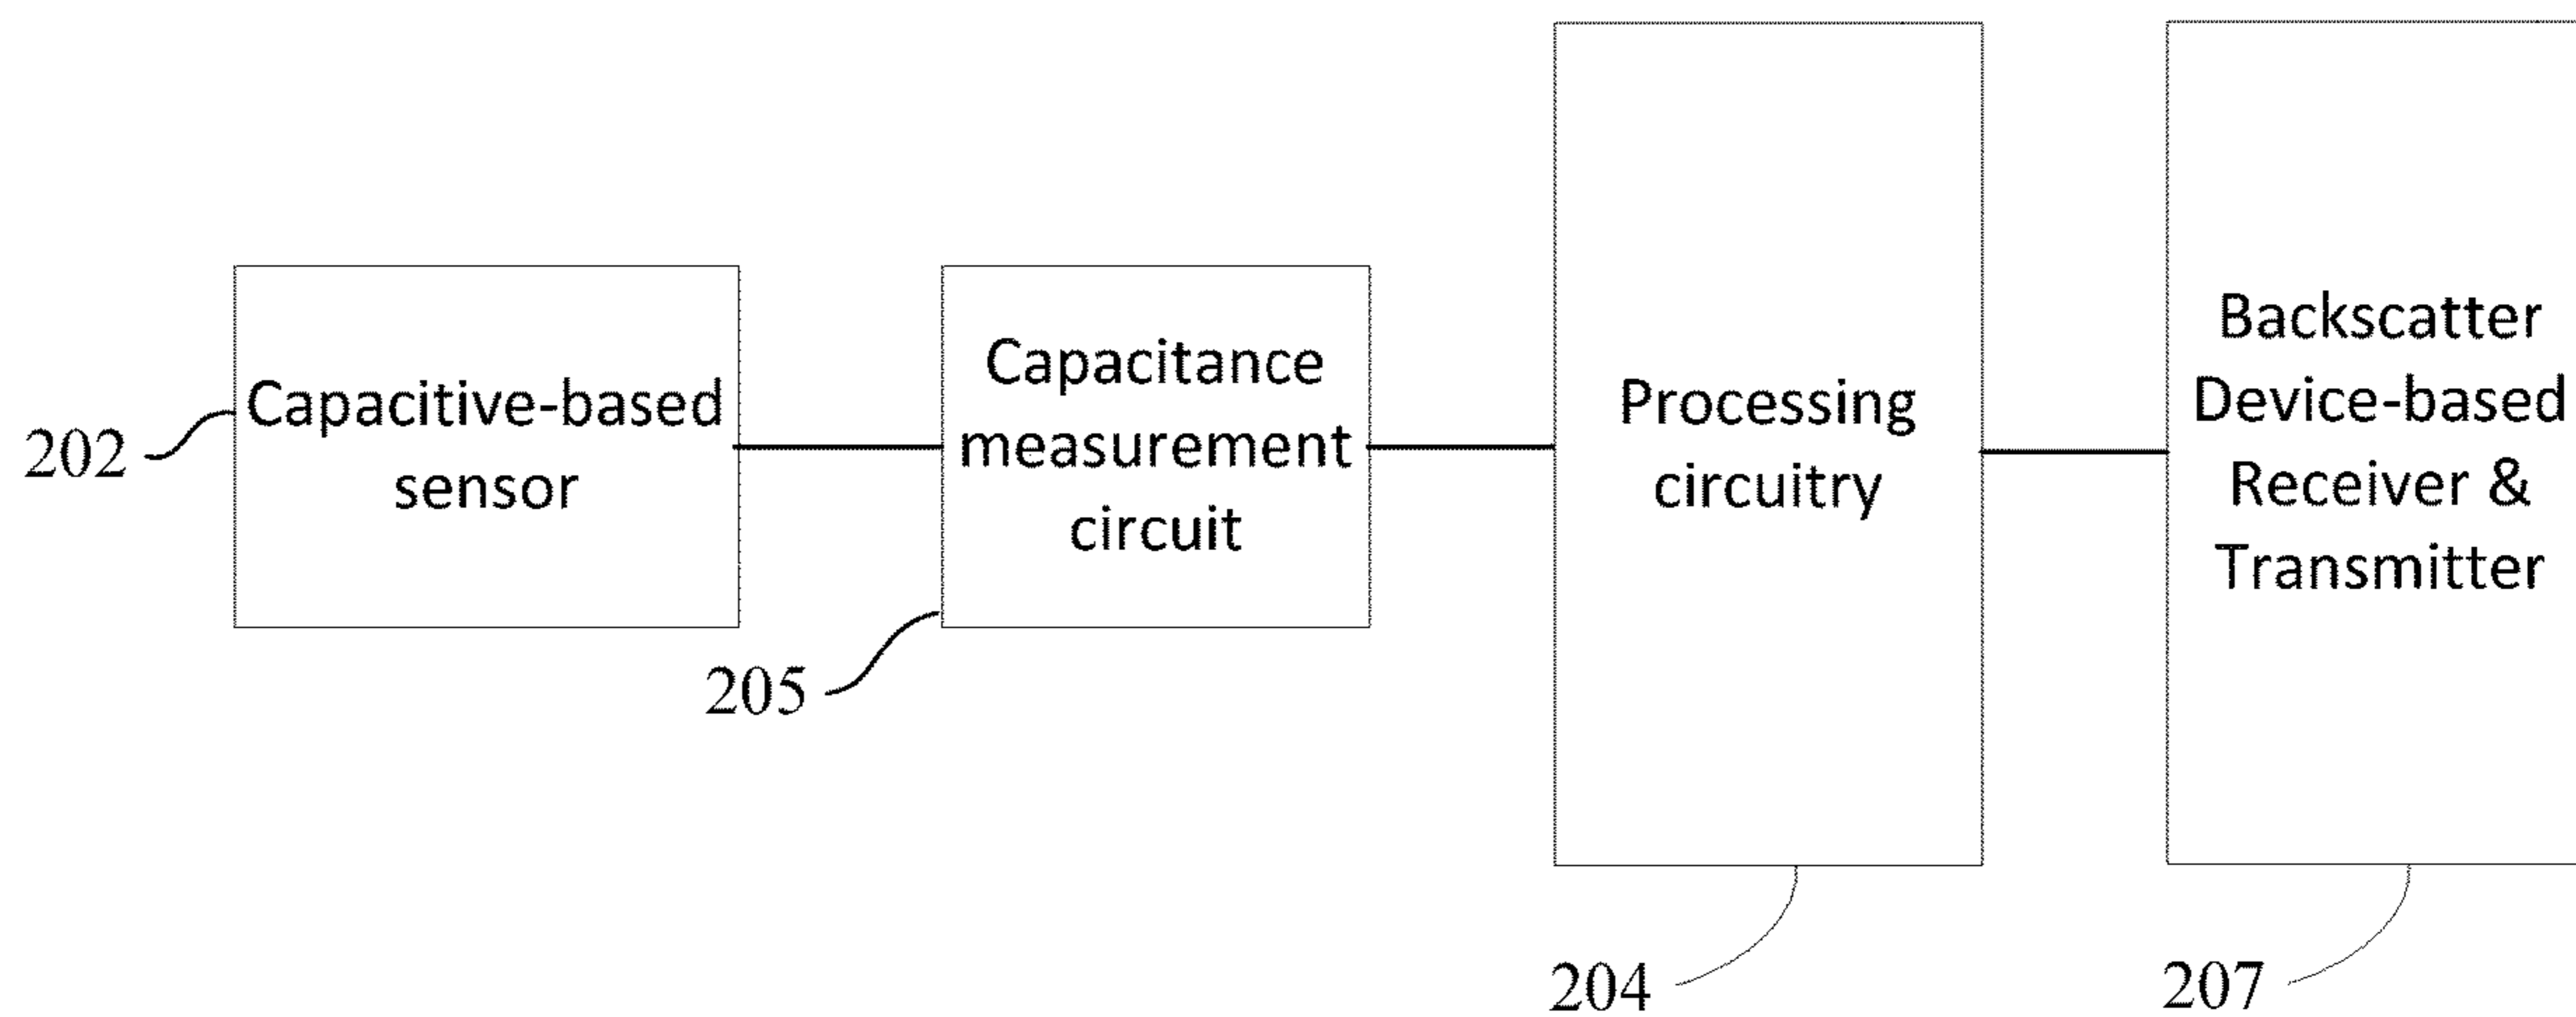 Capacitive-based
sensor
202
Capacitance
measurement
circuit
205
Processing
circuitry
204
Backscatter
Device-based
Receiver &
Transmitter
207